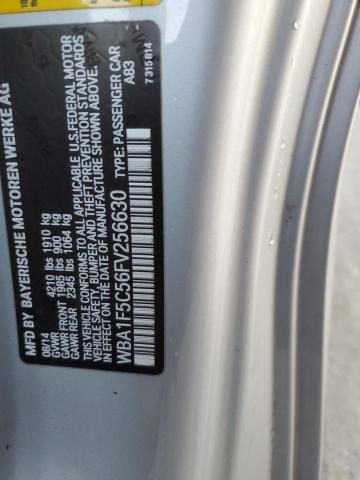 MFD BY BAYERISCHE MOTOREN WERKE AG
08/14
GVWR 4210 lbs 1910 kg
GAWR FRONT 1985 lbs 900 kg
GAWR REAR 2345 lbs 1064 kg
THIS VEHICLE CONFORMS TO ALL APPLICABLE U.S. FEDERAL MOTOR
VEHICLE SAFETY, BUMPER AND THEFT PREVENTION STANDARDS
IN EFFECT ON THE DATE OF MANUFACTURE SHOWN ABOVE.
WBA1F5C56FV256630 TYPE: PASSENGER CAR
A83
7 315 814